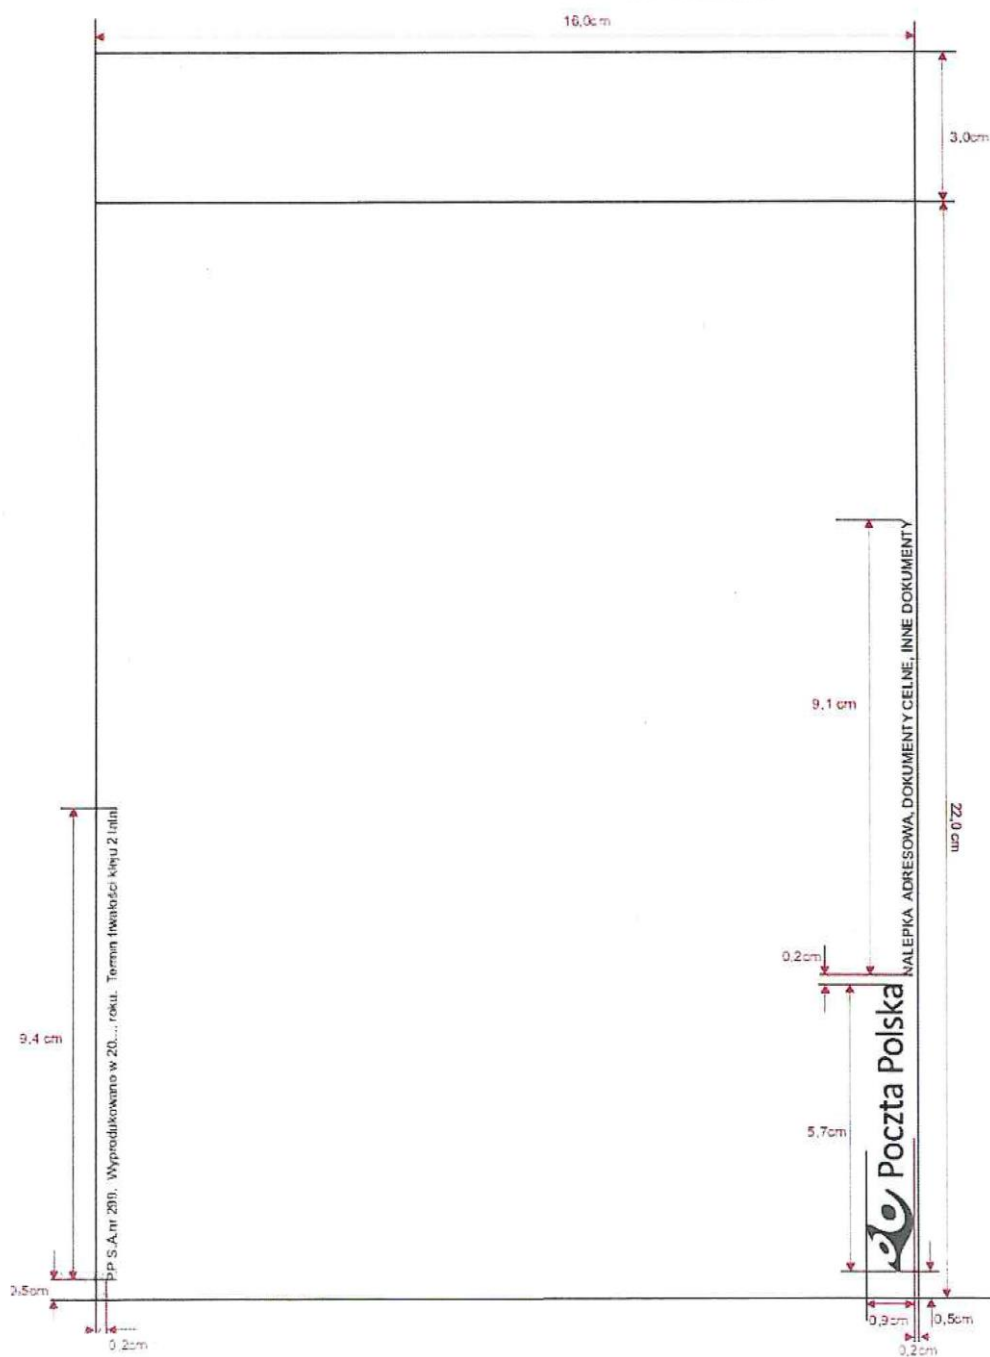 16,0cm
3,0cm
NALEPKA ADRESOWA, DOKUMENTY CELNE, INNE DOKUMENTY
9,1 cm
22,0 cm
P.P S.A.nr 299. Wyprodukowano w 20.... roku. Termin trwałości kleju 2 lata
0,2cm
9,4 cm
Poczta Polska
5,7cm
0,5cm
0,2cm
0,9cm
0,5cm
0,2cm